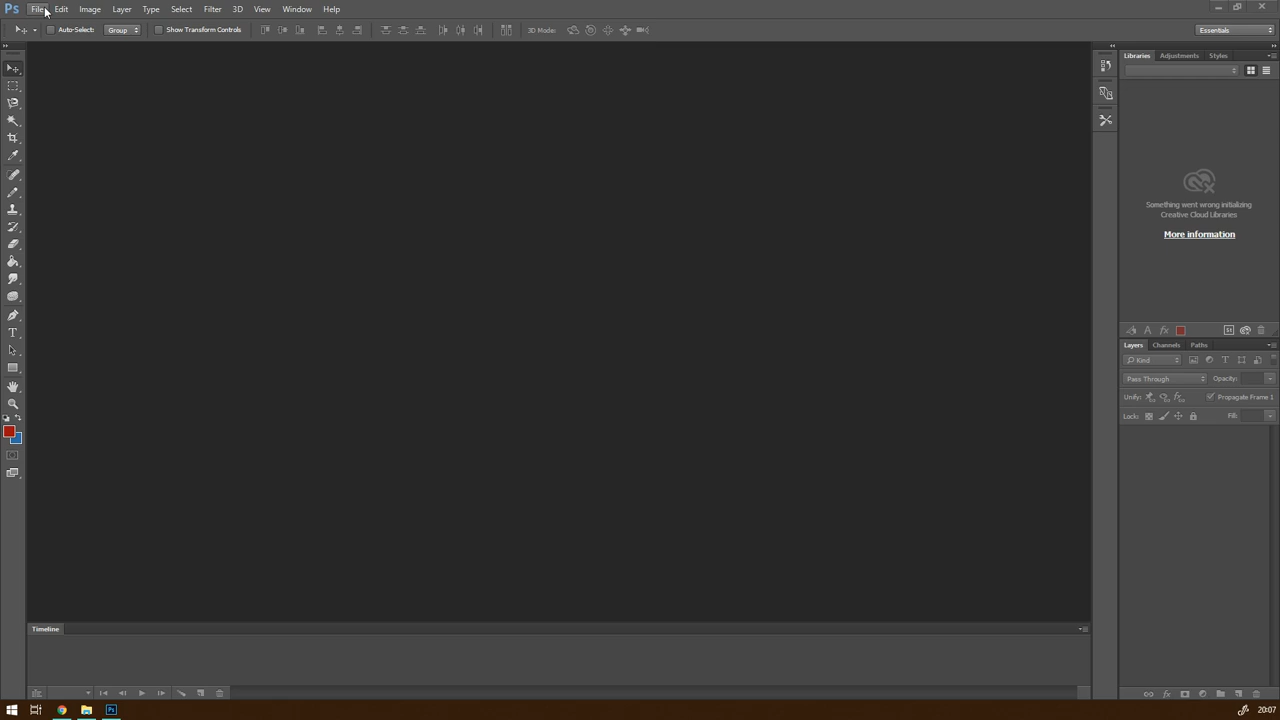 Ps File Edit Image Layer Type Select Filter 3D View Window Help
Auto-Select: Group Show Transform Controls 3D Mode: Essentials
Libraries Adjustments Styles
Something went wrong initializing
Creative Cloud Libraries
More information
St
Layers Channels Paths
Kind
Pass Through Opacity:
Unify: Propagate Frame 1
Lock: Fill:
Timeline
20:07